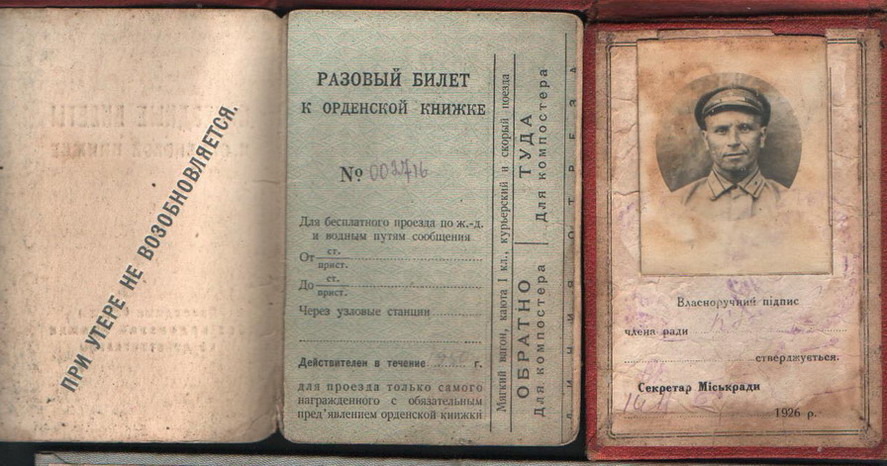 ПРИ УТЕРЕ НЕ ВОЗОБНОВЛЯЕТСЯ.
РАЗОВЫЙ БИЛЕТ
К ОРДЕНСКОЙ КНИЖКЕ
№ 002716
Для бесплатного проезда по ж.-д.
и водным путям сообщения
От ст.
прист.
До ст.
прист.
Через узловые станции
Действителен в течение г.
для проезда только самого
награжденного с обязательным
пред'явлением орденской книжки
Мягкий вагон, каюта I кл., курьерский и скорый поезда
ОБРАТНО ТУДА
Для компостера Для компостера
ЛИНИЯ ОТРЕЗА
Власноручний підпис
члена ради
стверджується.
Секретар Міськради
1926 р.